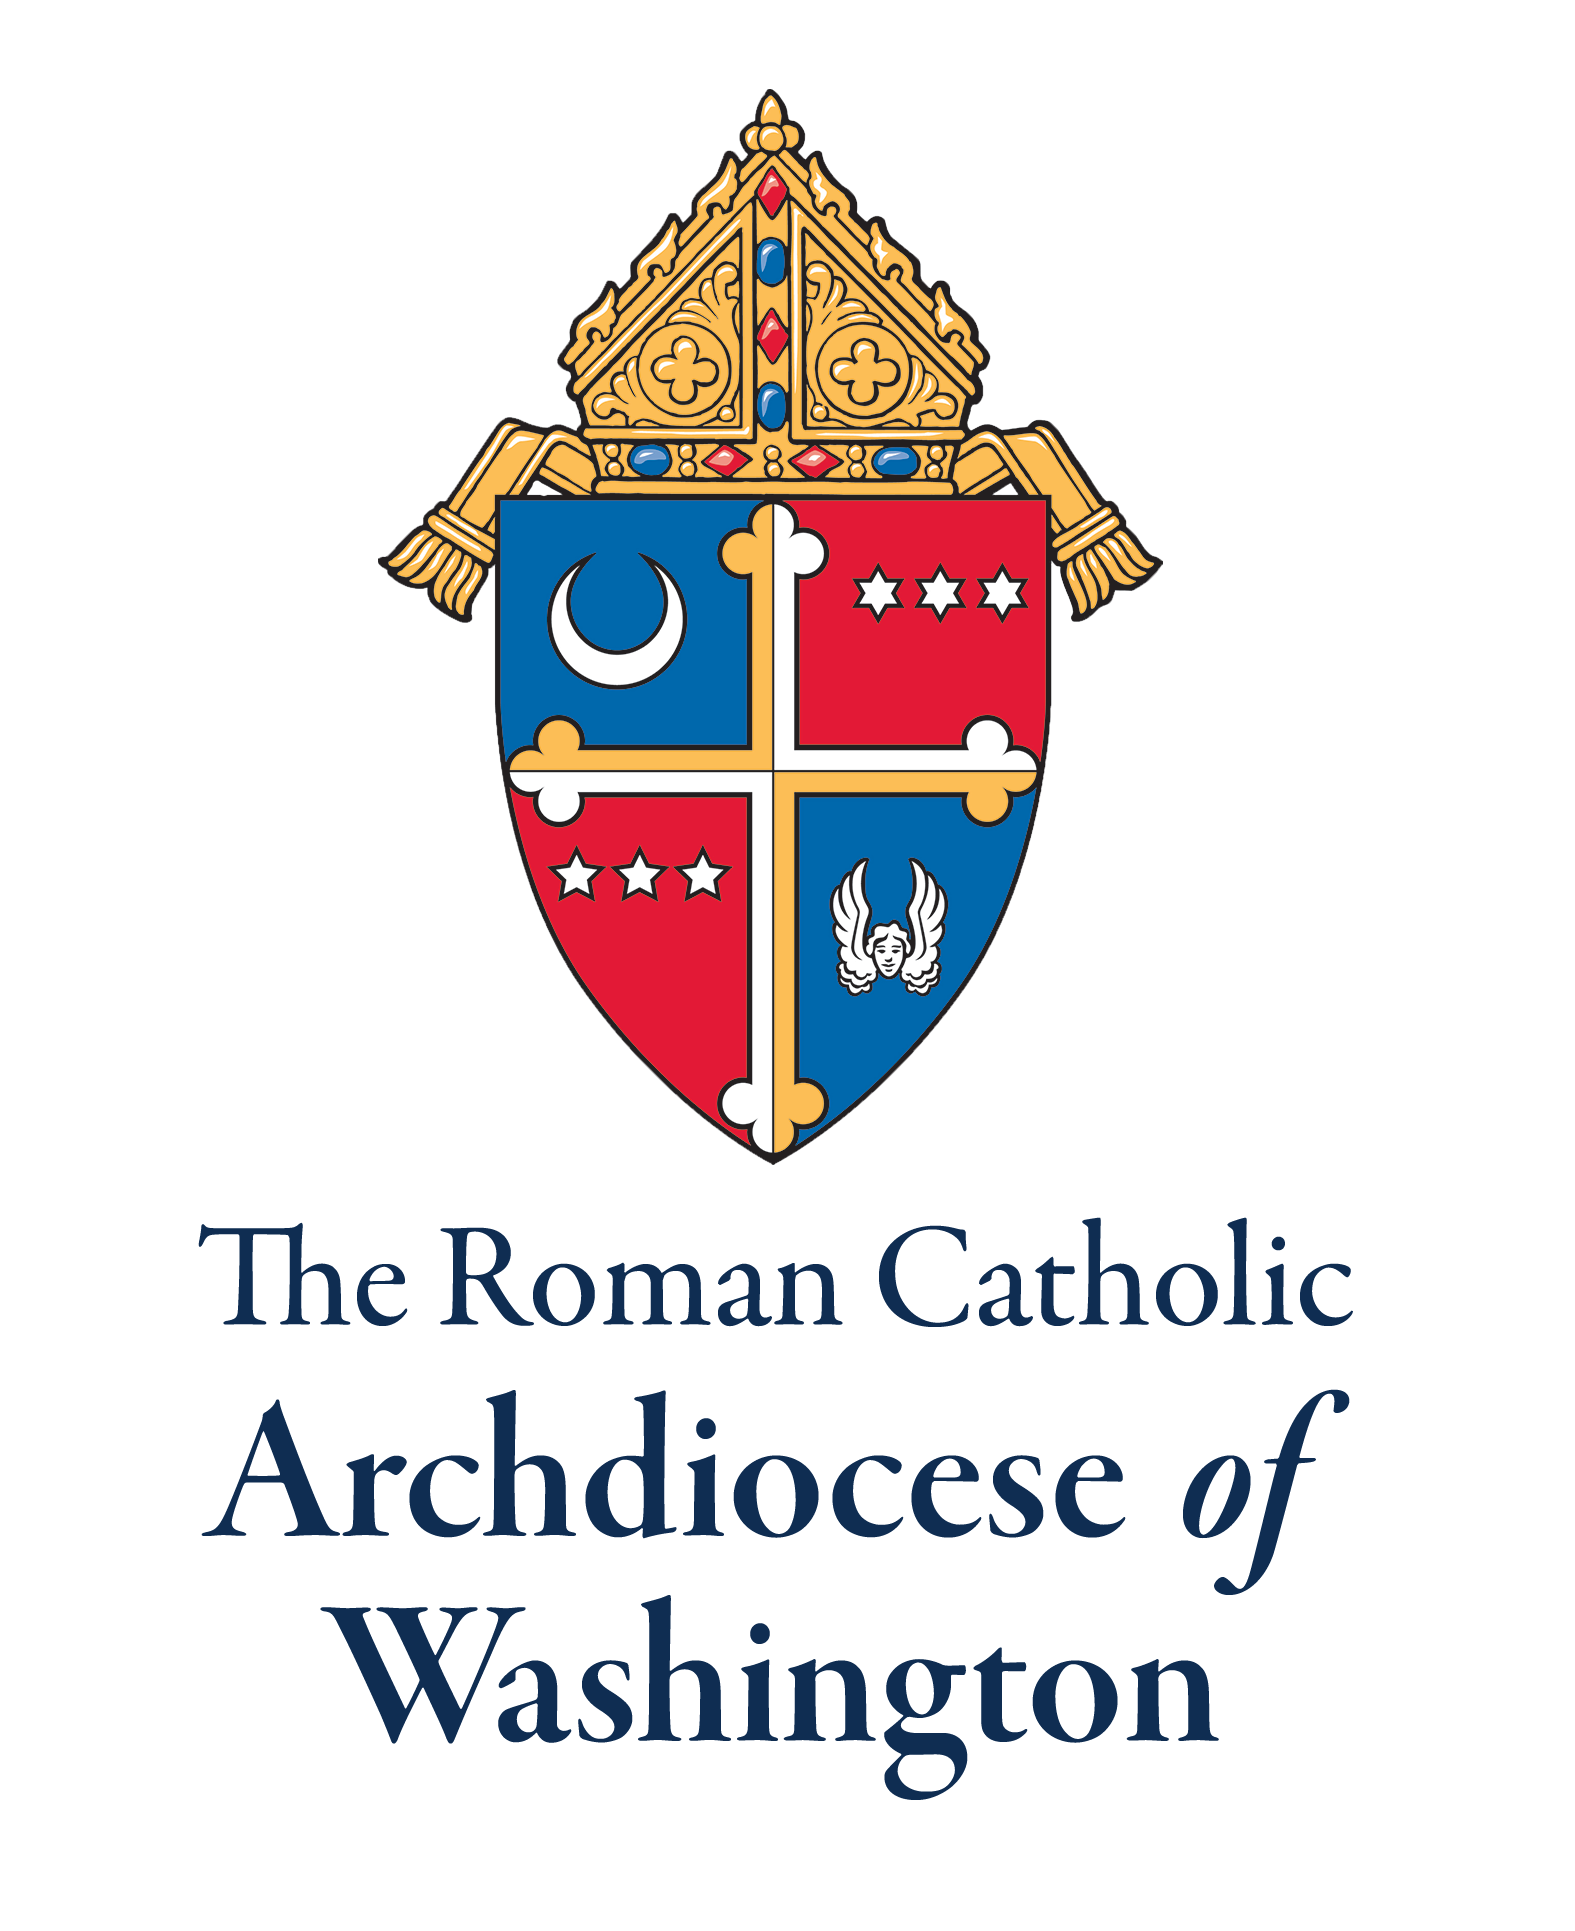 The Roman Catholic
Archdiocese of
Washington